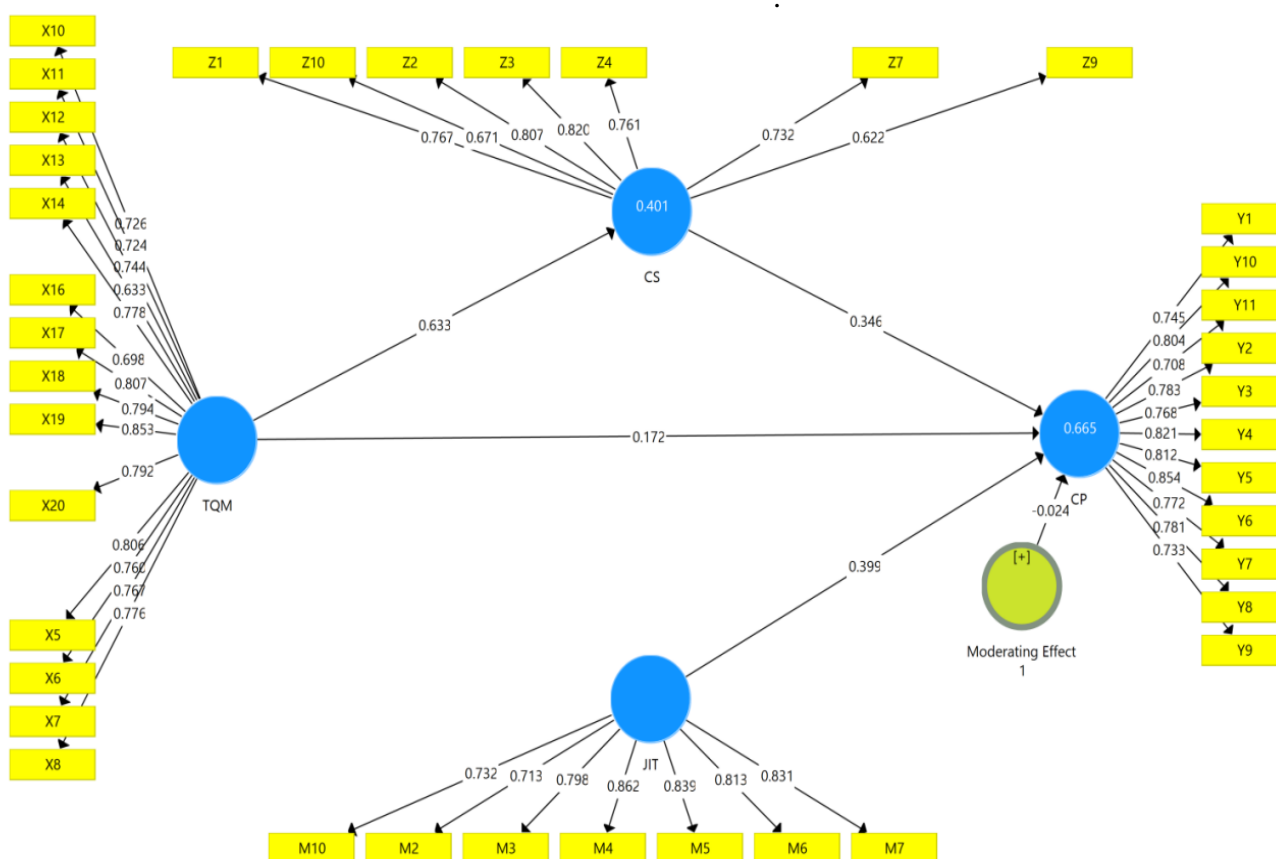 X10
X11
X12
X13
X14
X16
X17
X18
X19
X20
X5
X6
X7
X8
0.726
0.724
0.744
0.633
0.778
0.698
0.807
0.794
0.853
0.792
0.806
0.760
0.767
0.776
TQM
Z1 Z10 Z2 Z3 Z4 Z7 Z9
0.767 0.671 0.807 0.820 0.761 0.732 0.622
0.401
CS
0.633
0.346
0.172
0.399
0.665
CP
-0.024
[+]
Moderating Effect
1
0.745
0.804
0.708
0.783
0.768
0.821
0.812
0.854
0.772
0.781
0.733
Y1
Y10
Y11
Y2
Y3
Y4
Y5
Y6
Y7
Y8
Y9
JIT
0.732 0.713 0.798 0.862 0.839 0.813 0.831
M10 M2 M3 M4 M5 M6 M7